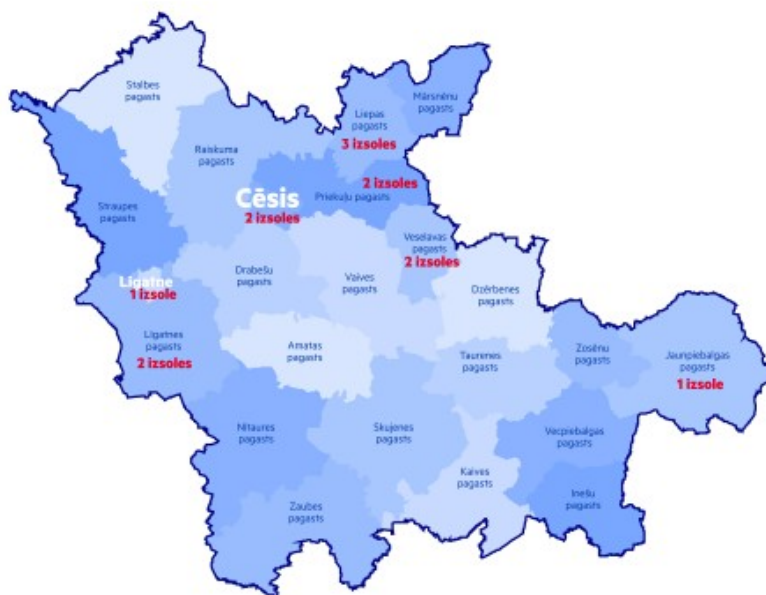 Stalbes
pagasts
Mārsnēnu
pagasts
Liepas
pagasts
3 izsoles
Raiskuma
pagasts
2 izsoles
Priekuļu pagasts
Cēsis
2 izsoles
Straupes
pagasts
Veselavas
pagasts
2 izsoles
Drabešu
pagasts
Vaives
pagasts
Līgatne
1 izsole
Dzērbenes
pagasts
Līgatnes
pagasts
2 izsoles
Amatas
pagasts
Taurenes
pagasts
Zosēnu
pagasts
Jaunpiebalgas
pagasts
1 izsole
Nītaures
pagasts
Skujenes
pagasts
Vecpiebalgas
pagasts
Kaives
pagasts
Inešu
pagasts
Zaubes
pagasts